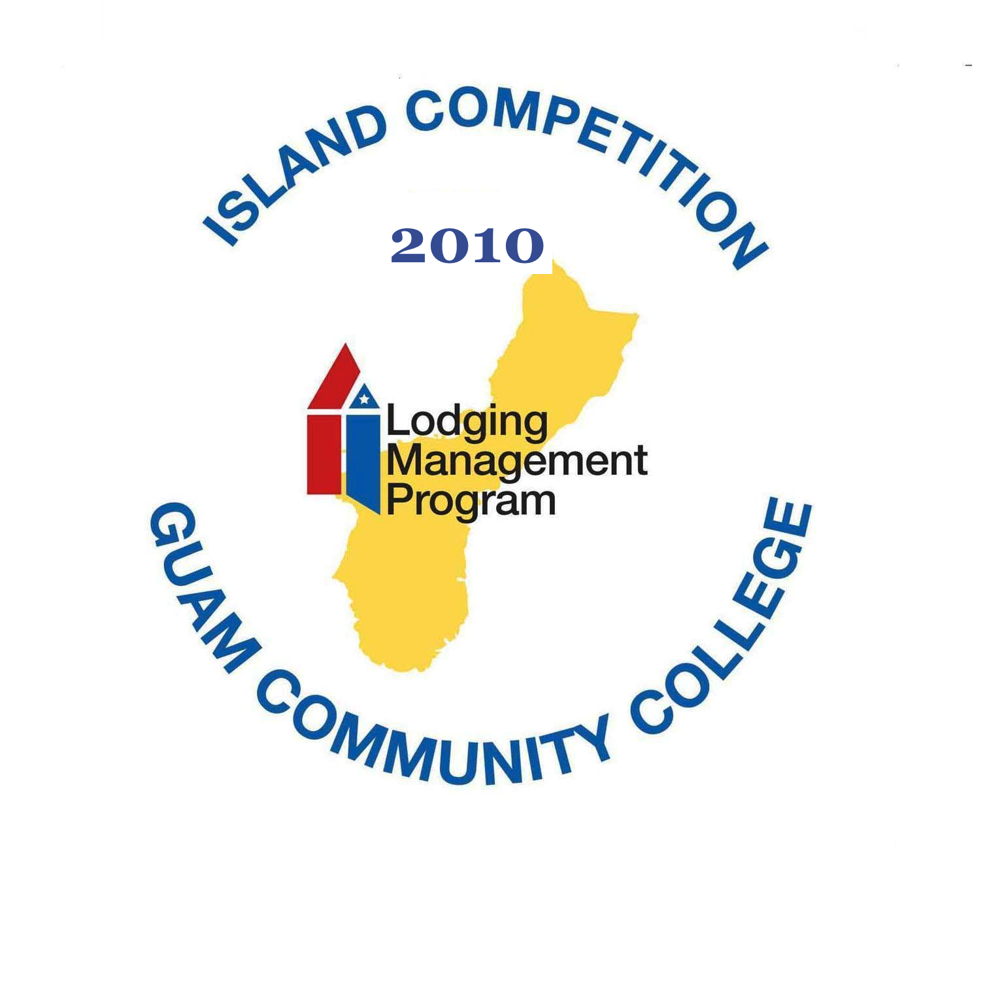 ISLAND COMPETITION
2010
Lodging
Management
Program
GUAM COMMUNITY COLLEGE